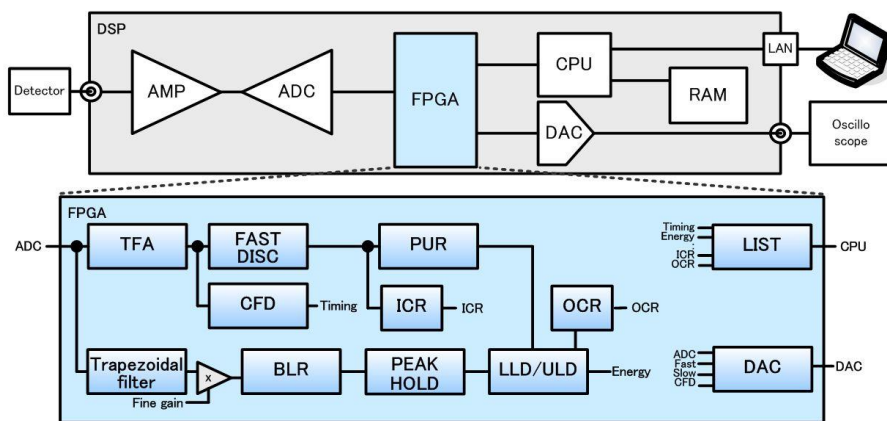 DSP
Detector
AMP
ADC
FPGA
CPU
RAM
DAC
LAN
Oscillo
scope
FPGA
ADC
TFA
FAST
DISC
PUR
CFD
Timing
ICR
ICR
OCR
OCR
Trapezoidal
filter
x
Fine gain
BLR
PEAK
HOLD
LLD/ULD
Energy
Timing
Energy
:
ICR
OCR
LIST
CPU
ADC
Fast
Slow
CFD
DAC
DAC